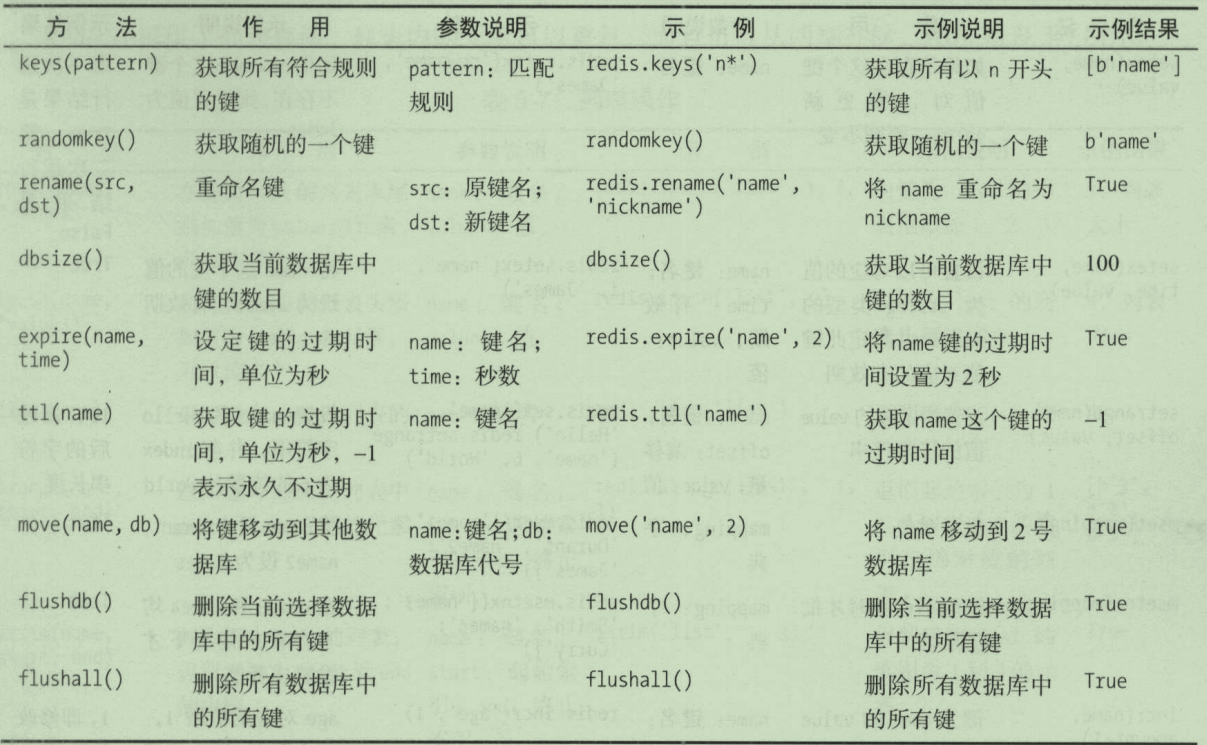 方 法 作 用 参数说明 示 例 示例说明 示例结果
keys(pattern) 获取所有符合规则 pattern：匹配 redis.keys('n*') 获取所有以 n 开头 [b'name']
的键 规则 的键
randomkey() 获取随机的一个键 randomkey() 获取随机的一个键 b'name'
rename(src, 重命名键 src：原键名； redis.rename('name', 将 name 重命名为 True
dst) dst：新键名 'nickname') nickname
dbsize() 获取当前数据库中 dbsize() 获取当前数据库中 100
键的数目 键的数目
expire(name, 设定键的过期时 name：键名； redis.expire('name', 2) 将 name 键的过期时 True
time) 间，单位为秒 time：秒数 间设置为 2 秒
ttl(name) 获取键的过期时 name：键名 redis.ttl('name') 获取 name 这个键的 -1
间，单位为秒，-1 过期时间
表示永久不过期
move(name, db) 将键移动到其他数 name:键名;db: move('name', 2) 将 name 移动到 2 号 True
据库 数据库代号 数据库
flushdb() 删除当前选择数据 flushdb() 删除当前选择数据 True
库中的所有键 库中的所有键
flushall() 删除所有数据库中 flushall() 删除所有数据库中 True
的所有键 的所有键